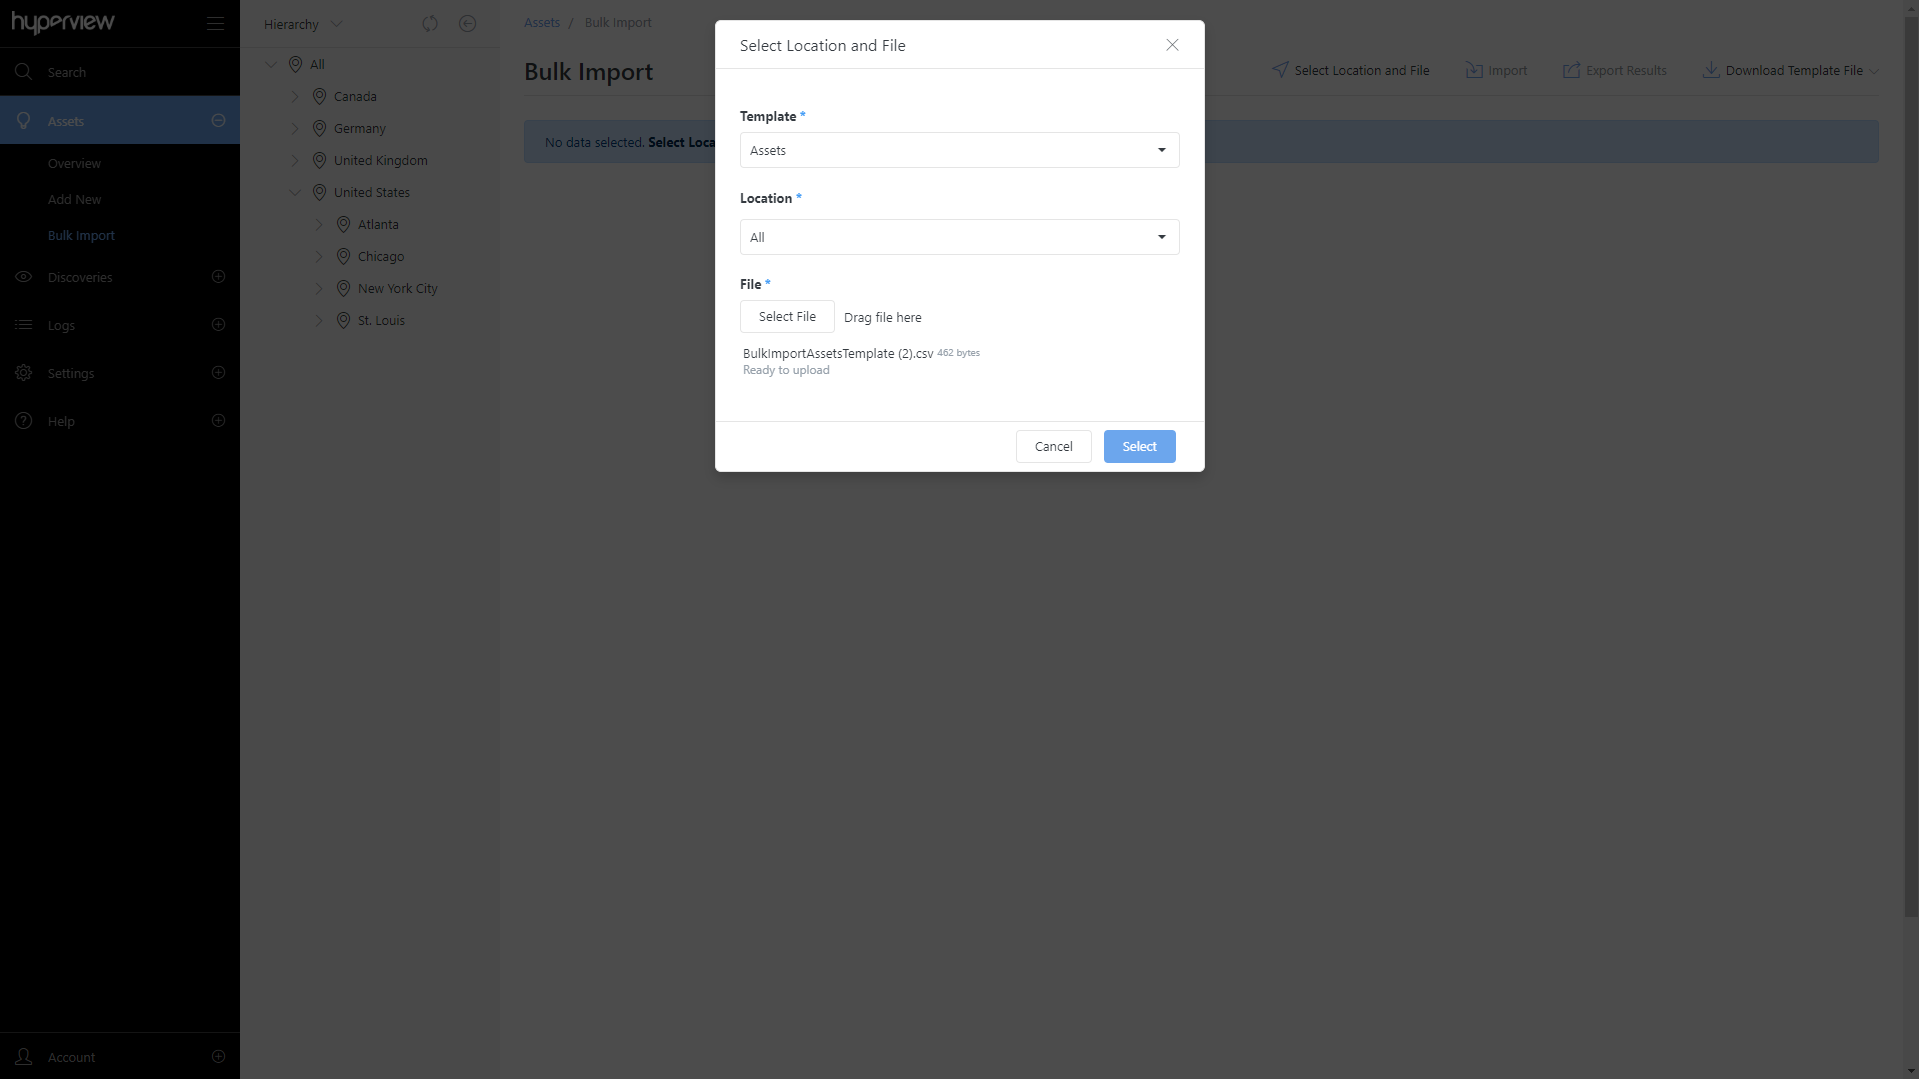 hyperview
Search
Assets
Overview
Add New
Bulk Import
Discoveries
Logs
Settings
Help
Account
Hierarchy
All
Canada
Germany
United Kingdom
United States
Atlanta
Chicago
New York City
St. Louis
Assets / Bulk Import
Bulk Import
Select Location and File
Import
Export Results
Download Template File
No data selected. Select Loca
Select Location and File
Template *
Assets
Location *
All
File *
Select File
Drag file here
BulkImportAssetsTemplate (2).csv 462 bytes
Ready to upload
Cancel
Select